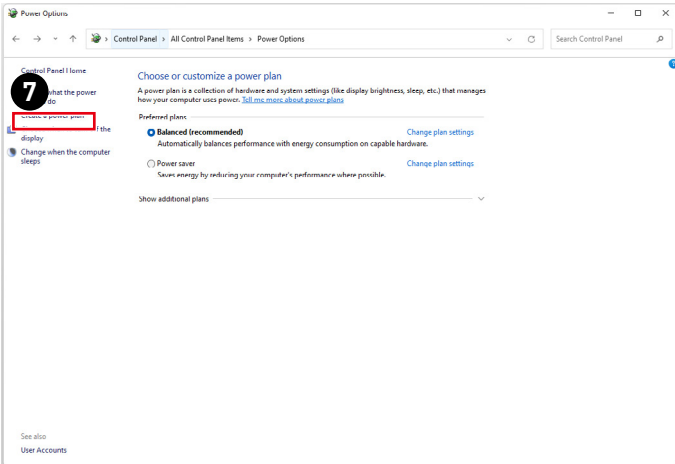 Power Options
Control Panel > All Control Panel Items > Power Options
Search Control Panel
Control Panel Home
7
what the power
do
Create a power plan
f the
display
Change when the computer
sleeps
Choose or customize a power plan
A power plan is a collection of hardware and system settings (like display brightness, sleep, etc.) that manages
how your computer uses power. Tell me more about power plans
Preferred plans
Balanced (recommended)
Change plan settings
Automatically balances performance with energy consumption on capable hardware.
Power saver
Change plan settings
Saves energy by reducing your computer's performance where possible.
Show additional plans
See also
User Accounts